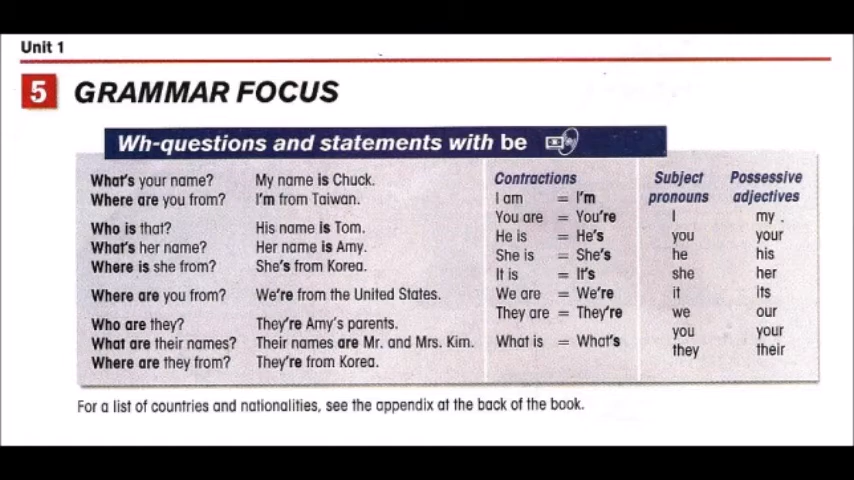 Unit 1
5 GRAMMAR FOCUS
Wh-questions and statements with be
What's your name? My name is Chuck.
Where are you from? I'm from Taiwan.
Who is that? His name is Tom.
What's her name? Her name is Amy.
Where is she from? She's from Korea.
Where are you from? We're from the United States.
Who are they? They're Amy's parents.
What are their names? Their names are Mr. and Mrs. Kim.
Where are they from? They're from Korea.
Contractions
I am = I'm
You are = You're
He is = He's
She is = She's
It is = It's
We are = We're
They are = They're
What is = What's
Subject pronouns Possessive adjectives
I my
you your
he his
she her
it its
we our
you your
they their
For a list of countries and nationalities, see the appendix at the back of the book.